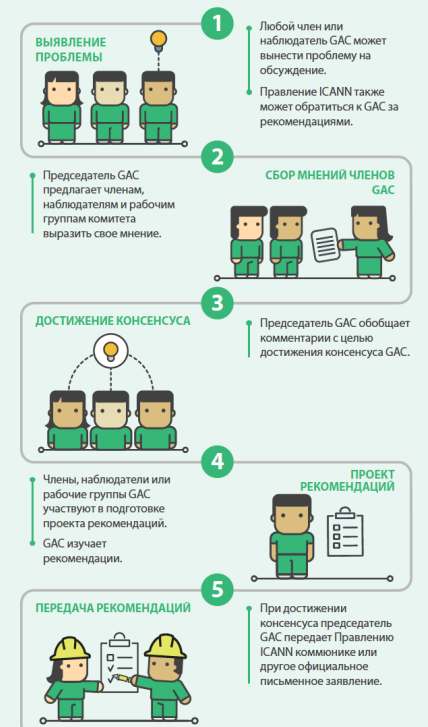 1
ВЫЯВЛЕНИЕ
ПРОБЛЕМЫ
Любой член или
наблюдатель GAC может
вынести проблему на
обсуждение.
Правление ICANN также
может обратиться к GAC за
рекомендациями.
2
СБОР МНЕНИЙ ЧЛЕНОВ
GAC
Председатель GAC
предлагает членам,
наблюдателям и рабочим
группам комитета
выразить свое мнение.
3
ДОСТИЖЕНИЕ КОНСЕНСУСА
Председатель GAC обобщает
комментарии с целью
достижения консенсуса GAC.
4
ПРОЕКТ
РЕКОМЕНДАЦИЙ
Члены, наблюдатели или
рабочие группы GAC
участвуют в подготовке
проекта рекомендаций.
GAC изучает
рекомендации.
5
ПЕРЕДАЧА РЕКОМЕНДАЦИЙ
При достижении
консенсуса председатель
GAC передает Правлению
ICANN коммюнике или
другое официальное
письменное заявление.